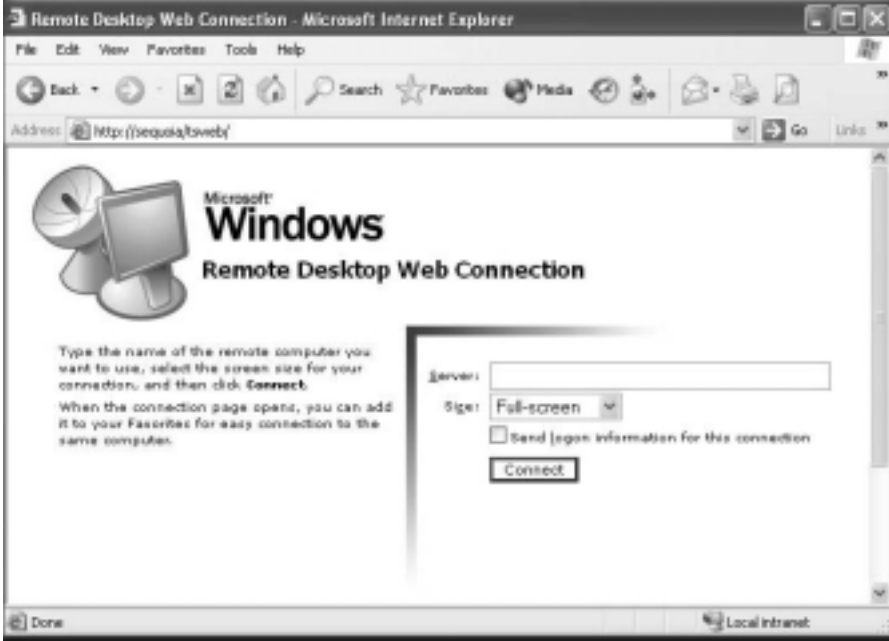 Remote Desktop Web Connection - Microsoft Internet Explorer
File Edit View Favorites Tools Help
Back Search Favorites Media
Address http://sequoia/tsweb/ Go Links
Microsoft
Windows
Remote Desktop Web Connection
Type the name of the remote computer you
want to use, select the screen size for your
connection, and then click Connect.
When the connection page opens, you can add
it to your Favorites for easy connection to the
same computer.
Server:
Size: Full-screen
Send logon information for this connection
Connect
Done Local intranet